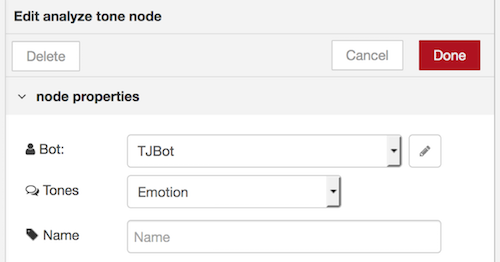 Edit analyze tone node
Delete Cancel Done
node properties
Bot: TJBot
Tones Emotion
Name Name